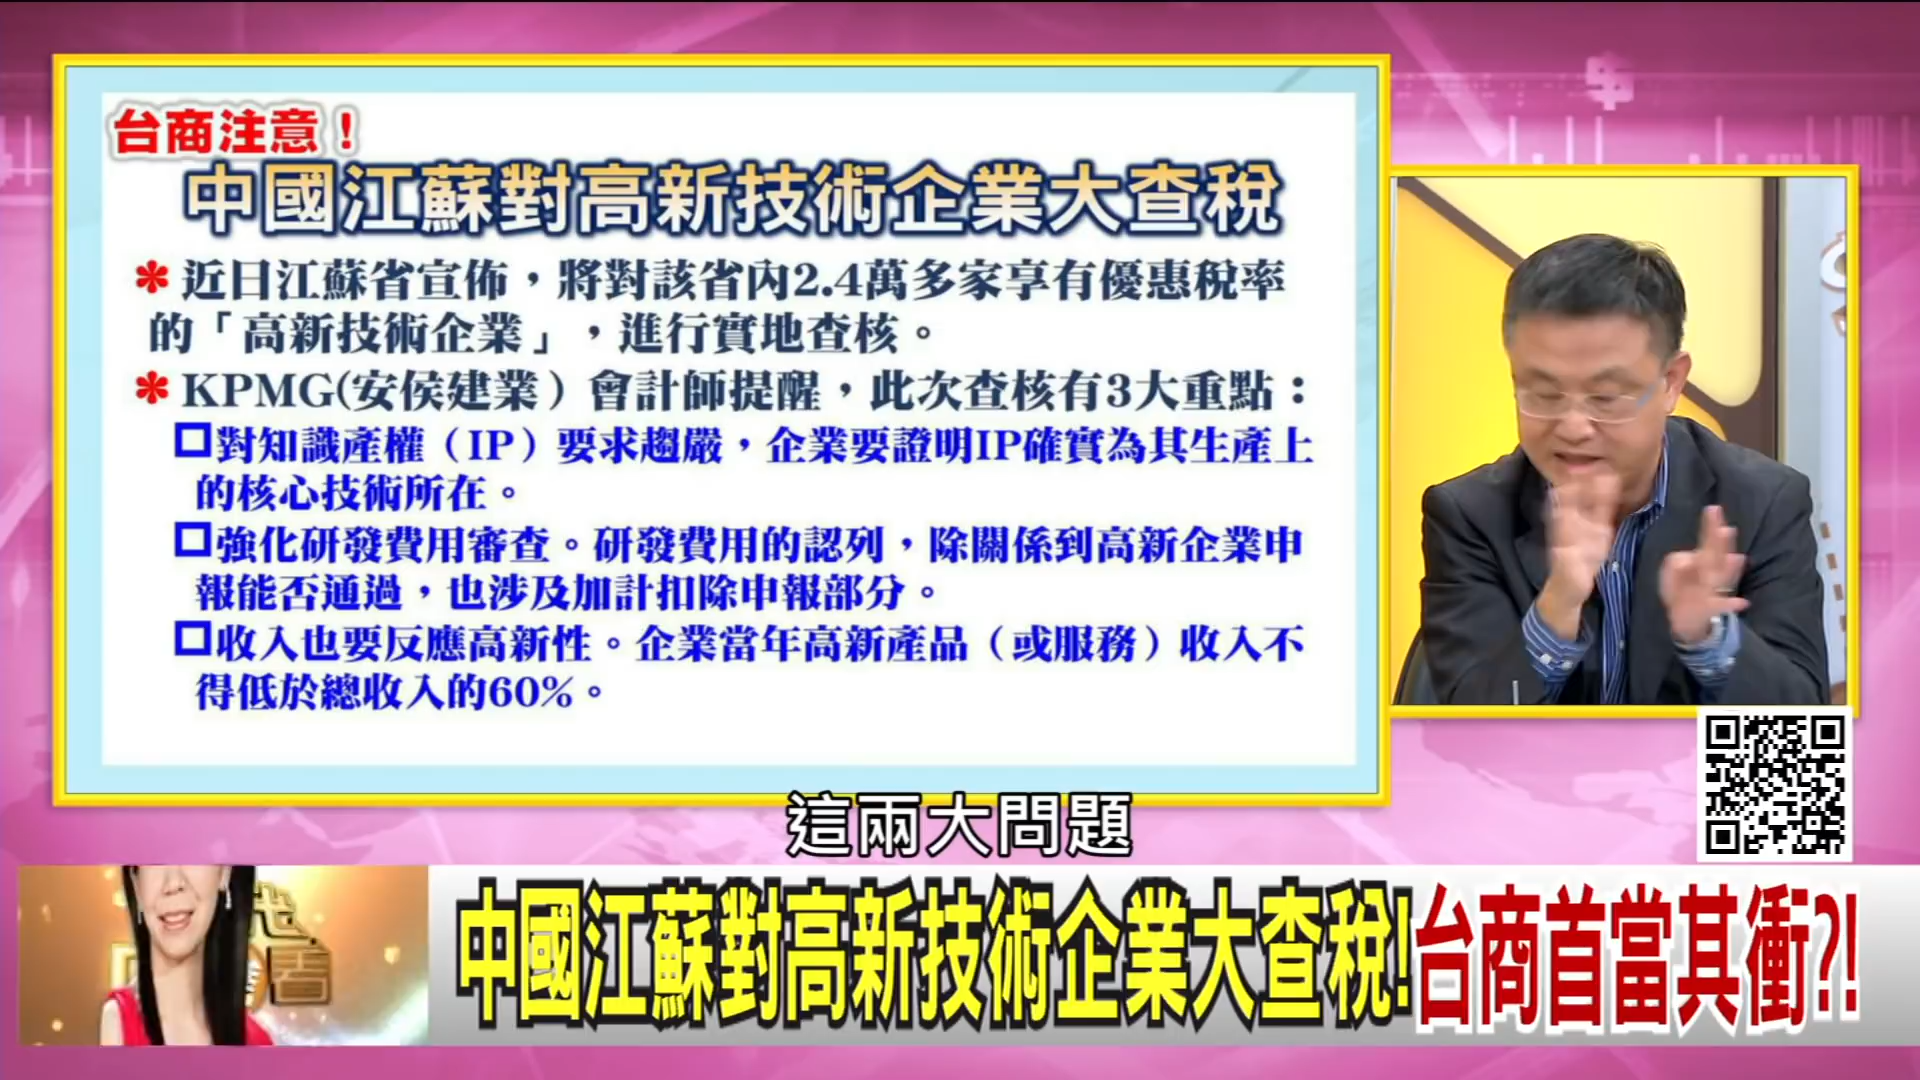 台商注意！
中國江蘇對高新技術企業大查稅
✽近日江蘇省宣佈，將對該省內2.4萬多家享有優惠稅率
的「高新技術企業」，進行實地查核。
✽KPMG(安侯建業）會計師提醒，此次查核有3大重點：
□對知識產權（IP）要求趨嚴，企業要證明IP確實為其生產上
的核心技術所在。
□強化研發費用審查。研發費用的認列，除關係到高新企業申
報能否通過，也涉及加計扣除申報部分。
□收入也要反應高新性。企業當年高新產品（或服務）收入不
得低於總收入的60%。
這兩大問題
中國江蘇對高新技術企業大查稅!台商首當其衝?!